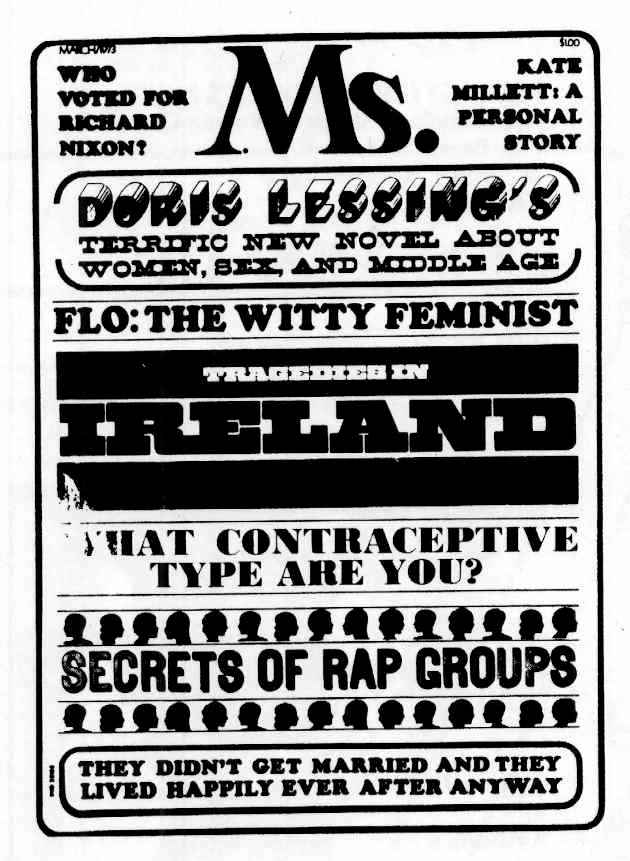 MARCH/1973
$1.00
WHO
VOTED FOR
RICHARD
NIXON?
Ms.
KATE
MILLETT: A
PERSONAL
STORY
DORIS LESSING'S
TERRIFIC NEW NOVEL ABOUT
WOMEN, SEX, AND MIDDLE AGE
FLO: THE WITTY FEMINIST
TRAGEDIES IN
IRELAND
WHAT CONTRACEPTIVE
TYPE ARE YOU?
SECRETS OF RAP GROUPS
THEY DIDN'T GET MARRIED AND THEY
LIVED HAPPILY EVER AFTER ANYWAY